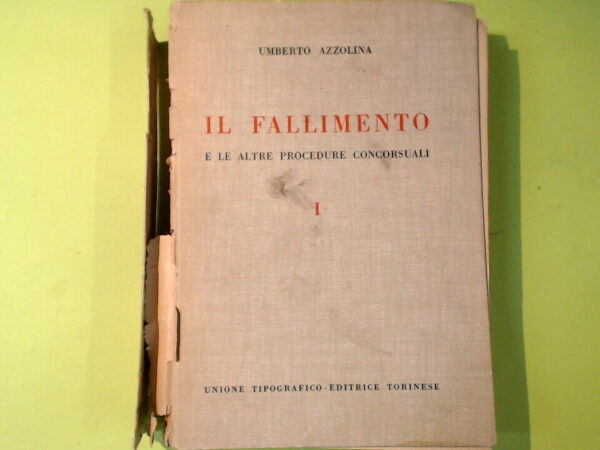 UMBERTO AZZOLINA
IL FALLIMENTO
E LE ALTRE PROCEDURE CONCORSUALI
I
UNIONE TIPOGRAFICO-EDITRICE TORINESE